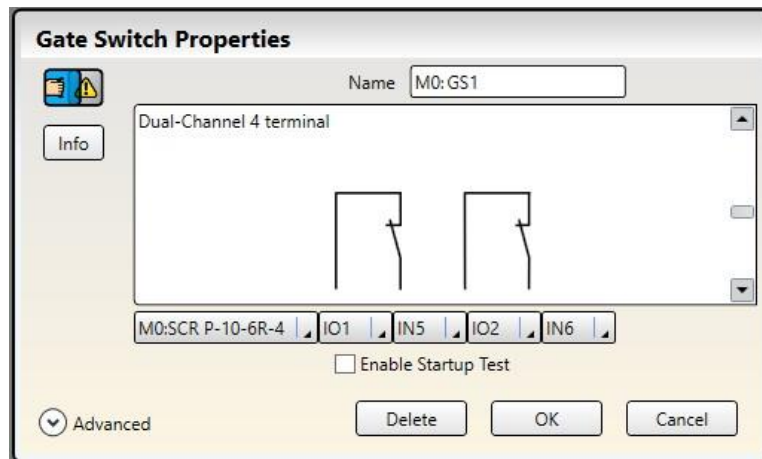 Gate Switch Properties
Name M0:GS1
Info
Dual-Channel 4 terminal
M0:SCR P-10-6R-4 IO1 IN5 IO2 IN6
Enable Startup Test
Advanced Delete OK Cancel